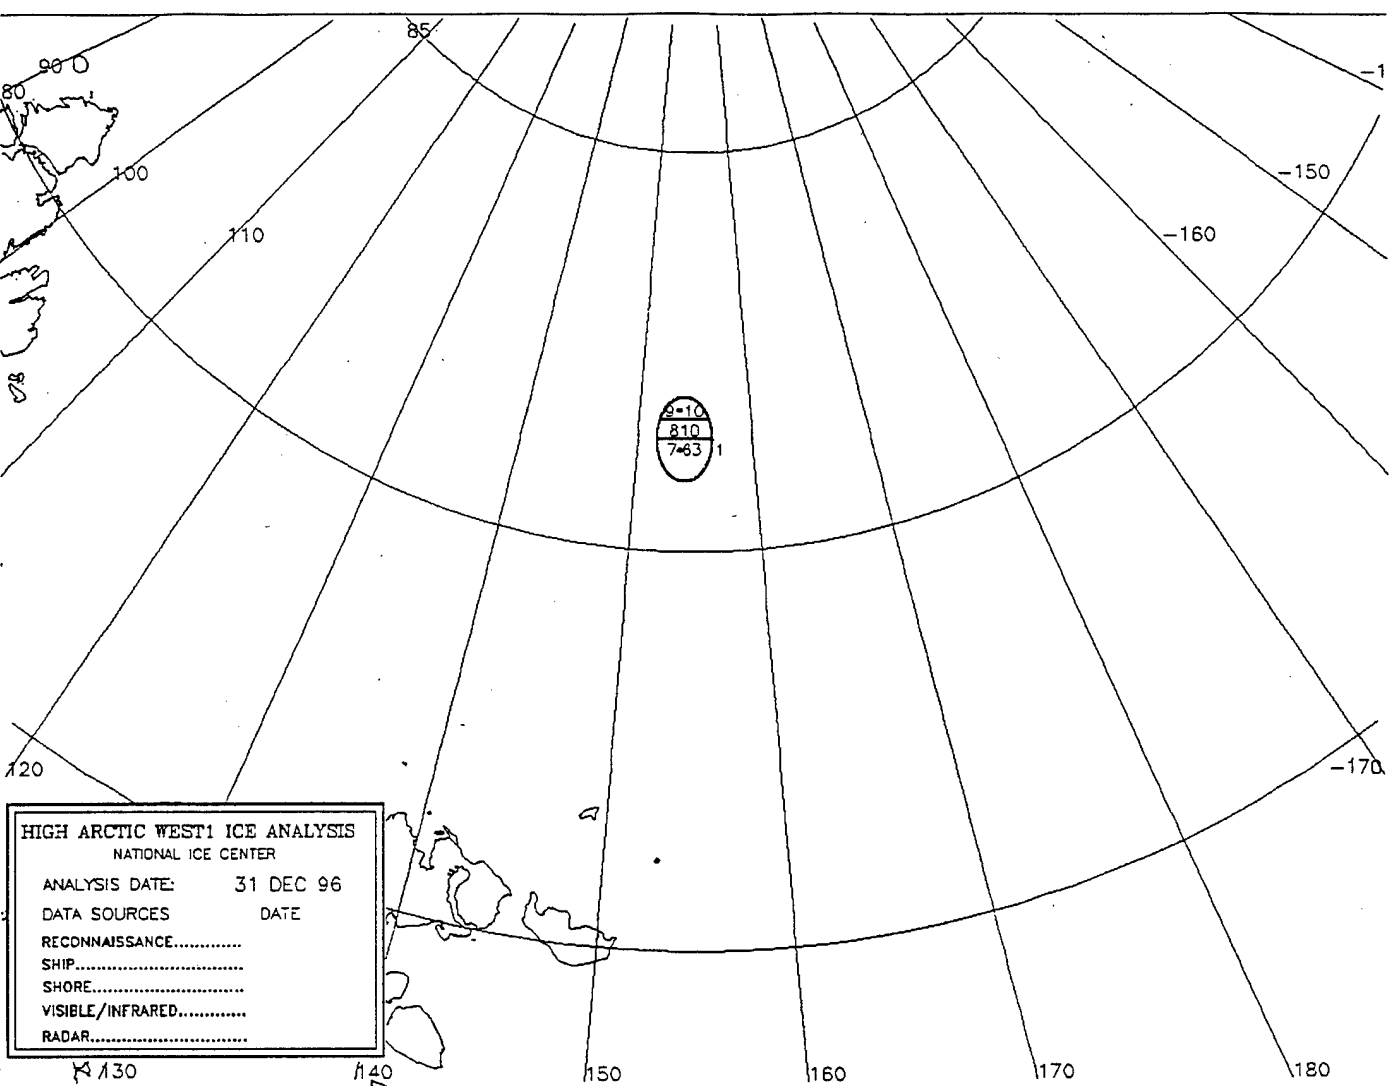 85
90
80
-1
100
-150
110
-160
9-10
810
7•63 1
120
-170
HIGH ARCTIC WEST1 ICE ANALYSIS
NATIONAL ICE CENTER
ANALYSIS DATE: 31 DEC 96
DATA SOURCES DATE
RECONNAISSANCE.............
SHIP................................
SHORE.............................
VISIBLE/INFRARED.............
RADAR..............................
130
140
150
160
170
180